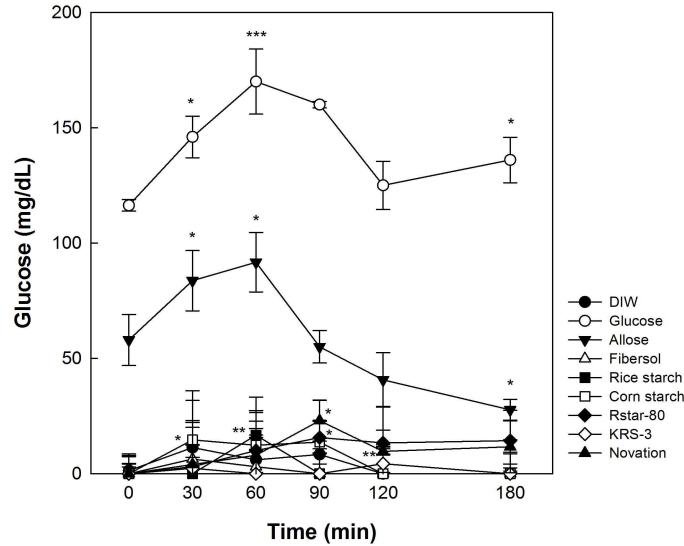 200
***
*
*
150
100
*
*
50
*
*
**
*
*
**
0
0
30
60
90
120
180
Glucose (mg/dL)
Time (min)
DIW
Glucose
Allose
Fibersol
Rice starch
Corn starch
Rstar-80
KRS-3
Novation